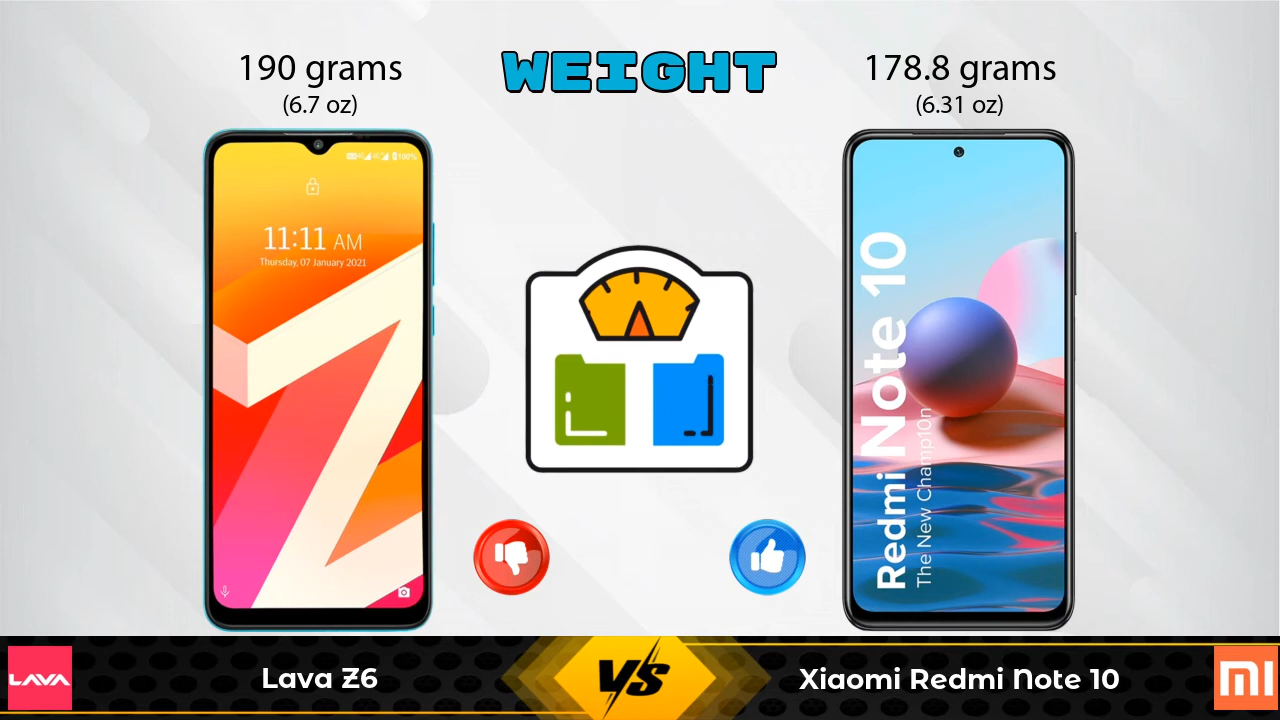 WEIGHT
190 grams
(6.7 oz)
178.8 grams
(6.31 oz)
100%
11:11 AM
Thursday, 07 January 2021
Redmi Note 10
The New Champ10n
LAVA
Lava Z6
VS
Xiaomi Redmi Note 10
MI